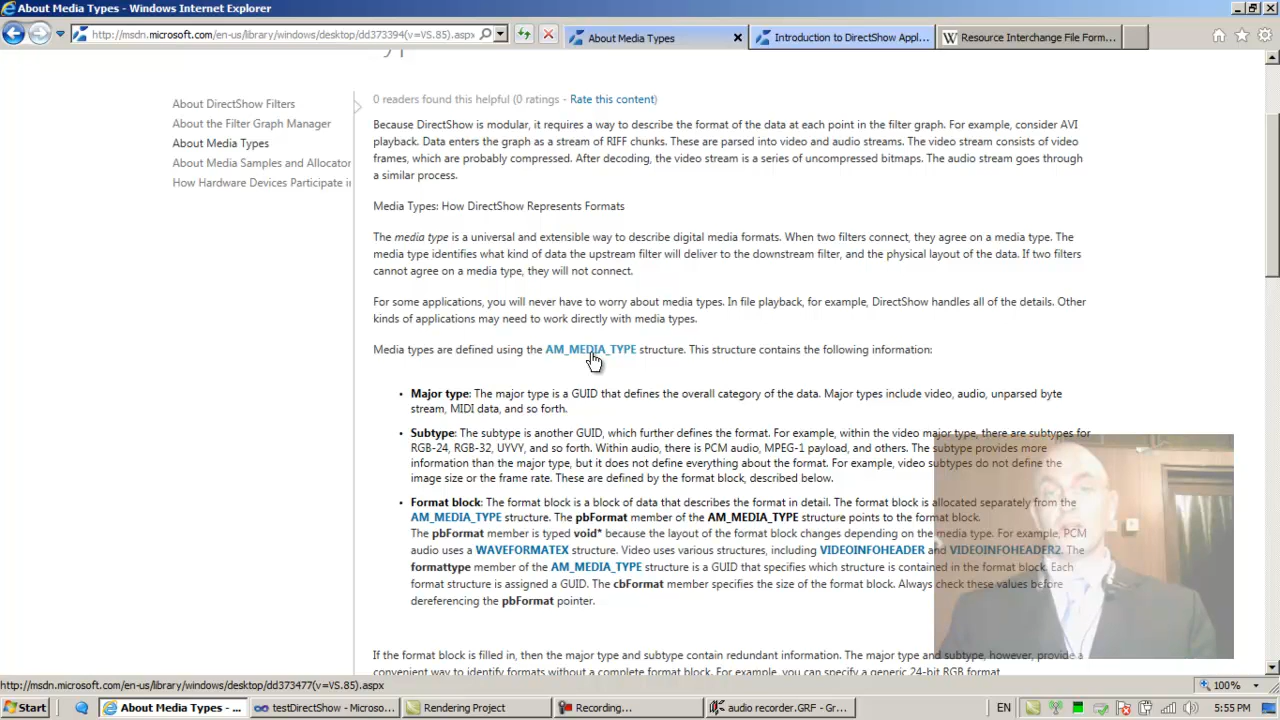 About Media Types - Windows Internet Explorer
http://msdn.microsoft.com/en-us/library/windows/desktop/dd373394(v=VS.85).aspx
About Media Types
Introduction to DirectShow Appl...
Resource Interchange File Form...
About DirectShow Filters
About the Filter Graph Manager
About Media Types
About Media Samples and Allocator
How Hardware Devices Participate i
0 readers found this helpful (0 ratings - Rate this content)
Because DirectShow is modular, it requires a way to describe the format of the data at each point in the filter graph. For example, consider AVI
playback. Data enters the graph as a stream of RIFF chunks. These are parsed into video and audio streams. The video stream consists of video
frames, which are probably compressed. After decoding, the video stream is a series of uncompressed bitmaps. The audio stream goes through
a similar process.
Media Types: How DirectShow Represents Formats
The media type is a universal and extensible way to describe digital media formats. When two filters connect, they agree on a media type. The
media type identifies what kind of data the upstream filter will deliver to the downstream filter, and the physical layout of the data. If two filters
cannot agree on a media type, they will not connect.
For some applications, you will never have to worry about media types. In file playback, for example, DirectShow handles all of the details. Other
kinds of applications may need to work directly with media types.
Media types are defined using the AM_MEDIA_TYPE structure. This structure contains the following information:
• Major type: The major type is a GUID that defines the overall category of the data. Major types include video, audio, unparsed byte
stream, MIDI data, and so forth.
• Subtype: The subtype is another GUID, which further defines the format. For example, within the video major type, there are subtypes for
RGB-24, RGB-32, UYVY, and so forth. Within audio, there is PCM audio, MPEG-1 payload, and others. The subtype provides more
information than the major type, but it does not define everything about the format. For example, video subtypes do not define the
image size or the frame rate. These are defined by the format block, described below.
• Format block: The format block is a block of data that describes the format in detail. The format block is allocated separately from the
AM_MEDIA_TYPE structure. The pbFormat member of the AM_MEDIA_TYPE structure points to the format block.
The pbFormat member is typed void* because the layout of the format block changes depending on the media type. For example, PCM
audio uses a WAVEFORMATEX structure. Video uses various structures, including VIDEOINFOHEADER and VIDEOINFOHEADER2. The
formattype member of the AM_MEDIA_TYPE structure is a GUID that specifies which structure is contained in the format block. Each
format structure is assigned a GUID. The cbFormat member specifies the size of the format block. Always check these values before
dereferencing the pbFormat pointer.
If the format block is filled in, then the major type and subtype contain redundant information. The major type and subtype, however, provide a
convenient way to identify formats without a complete format block. For example, you can specify a generic 24-bit RGB format
http://msdn.microsoft.com/en-us/library/windows/desktop/dd373477(v=VS.85).aspx
100%
Start
About Media Types - ...
testDirectShow - Microso...
Rendering Project
Recording...
audio recorder.GRF - Gr...
EN
5:55 PM